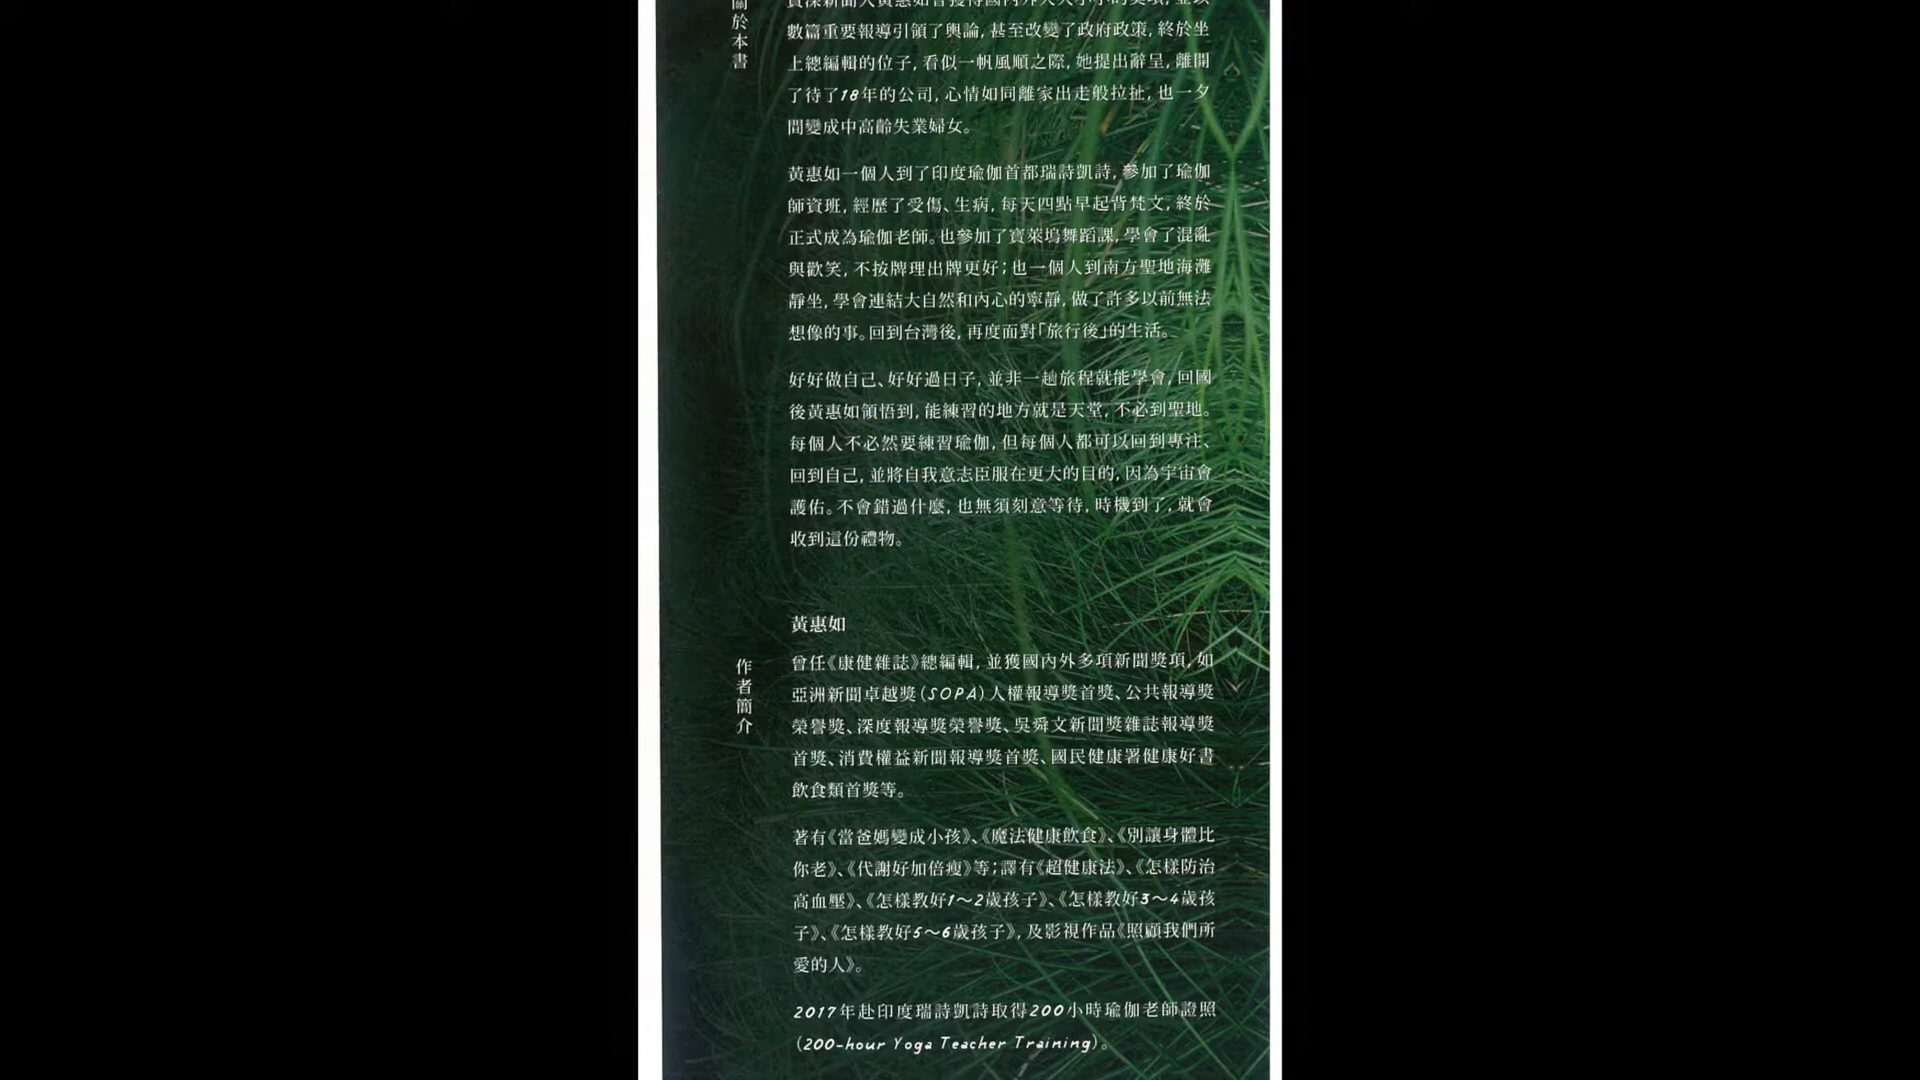 關於本書
資深新聞人黃惠如曾獲得國內外大大小小的獎項, 並以
數篇重要報導引領了輿論, 甚至改變了政府政策, 終於坐
上總編輯的位子, 看似一帆風順之際, 她提出辭呈, 離開
了待了18年的公司, 心情如同離家出走般拉扯, 也一夕
間變成中高齡失業婦女。
黃惠如一個人到了印度瑜伽首都瑞詩凱詩, 參加了瑜伽
師資班, 經歷了受傷、生病, 每天四點早起背梵文, 終於
正式成為瑜伽老師。也參加了寶萊塢舞蹈課, 學會了混亂
與歡笑, 不按牌理出牌更好; 也一個人到南方聖地海灘
靜坐, 學會連結大自然和內心的寧靜, 做了許多以前無法
想像的事。回到台灣後, 再度面對「旅行後」的生活。
好好做自己、好好過日子, 並非一趟旅程就能學會, 回國
後黃惠如領悟到, 能練習的地方就是天堂, 不必到聖地。
每個人不必然要練習瑜伽, 但每個人都可以回到專注、
回到自己, 並將自我意志臣服在更大的目的, 因為宇宙會
護佑。不會錯過什麼, 也無須刻意等待, 時機到了, 就會
收到這份禮物。
黃惠如
作者簡介
曾任《康健雜誌》總編輯, 並獲國內外多項新聞獎項, 如
亞洲新聞卓越獎(SOPA)人權報導獎首獎、公共報導獎
榮譽獎、深度報導獎榮譽獎、吳舜文新聞獎雜誌報導獎
首獎、消費權益新聞報導獎首獎、國民健康署健康好書
飲食類首獎等。
著有《當爸媽變成小孩》、《魔法健康飲食》、《別讓身體比
你老》、《代謝好加倍瘦》等; 譯有《超健康法》、《怎樣防治
高血壓》、《怎樣教好1～2歲孩子》、《怎樣教好3～4歲孩
子》、《怎樣教好5～6歲孩子》, 及影視作品《照顧我們所
愛的人》。
2017年赴印度瑞詩凱詩取得200小時瑜伽老師證照
(200-hour Yoga Teacher Training)。